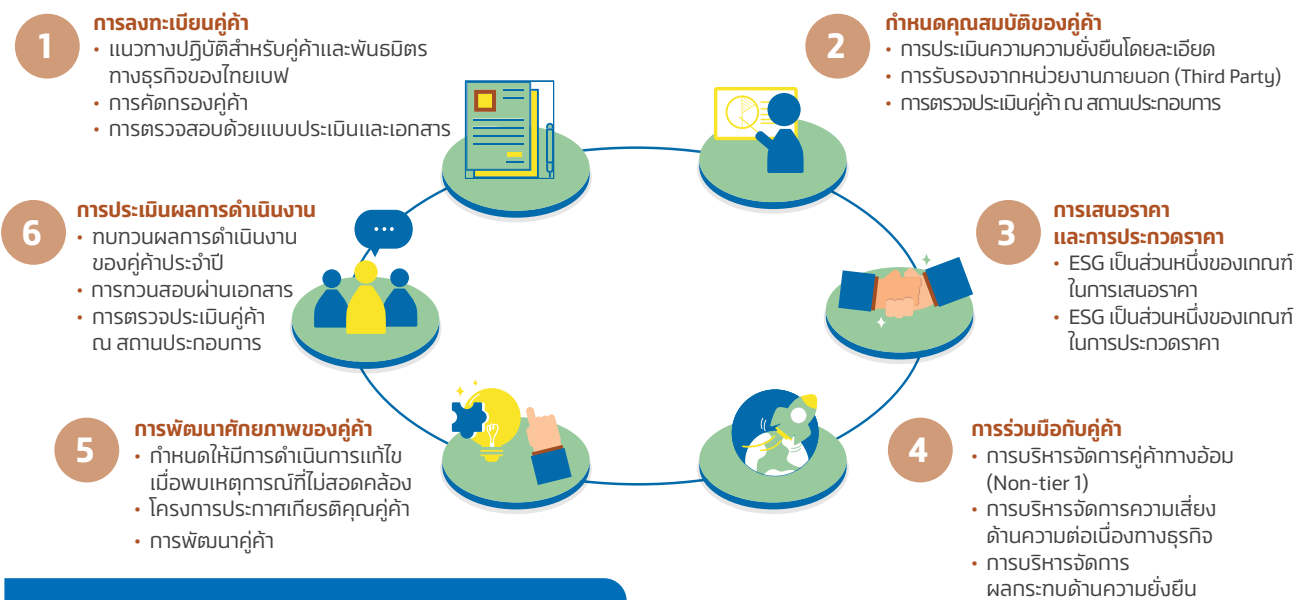 1
การลงทะเบียนคู่ค้า
• แนวทางปฏิบัติสำหรับคู่ค้าและพันธมิตร
ทางธุรกิจของไทยเบฟ
• การคัดกรองคู่ค้า
• การตรวจสอบด้วยแบบประเมินและเอกสาร
2
กำหนดคุณสมบัติของคู่ค้า
• การประเมินความความยั่งยืนโดยละเอียด
• การรับรองจากหน่วยงานภายนอก (Third Party)
• การตรวจประเมินคู่ค้า ณ สถานประกอบการ
3
การเสนอราคา
และการประกวดราคา
• ESG เป็นส่วนหนึ่งของเกณฑ์
ในการเสนอราคา
• ESG เป็นส่วนหนึ่งของเกณฑ์
ในการประกวดราคา
4
การร่วมมือกับคู่ค้า
• การบริหารจัดการคู่ค้าทางอ้อม
(Non-tier 1)
• การบริหารจัดการความเสี่ยง
ด้านความต่อเนื่องทางธุรกิจ
• การบริหารจัดการ
ผลกระทบด้านความยั่งยืน
5
การพัฒนาศักยภาพของคู่ค้า
• กำหนดให้มีการดำเนินการแก้ไข
เมื่อพบเหตุการณ์ที่ไม่สอดคล้อง
• โครงการประกาศเกียรติคุณคู่ค้า
• การพัฒนาคู่ค้า
6
การประเมินผลการดำเนินงาน
• ทบทวนผลการดำเนินงาน
ของคู่ค้าประจำปี
• การทวนสอบผ่านเอกสาร
• การตรวจประเมินคู่ค้า
ณ สถานประกอบการ